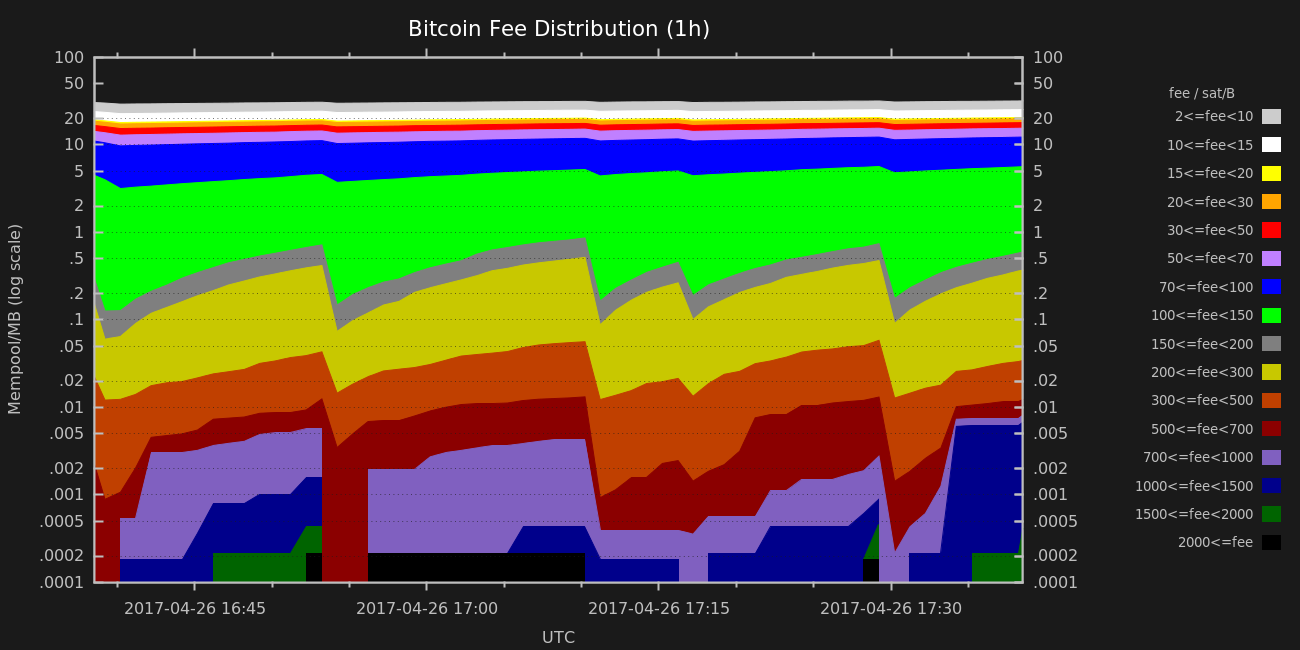 Bitcoin Fee Distribution (1h)
Mempool/MB (log scale)
100
50
20
10
5
2
1
.5
.2
.1
.05
.02
.01
.005
.002
.001
.0005
.0002
.0001
100
50
20
10
5
2
1
.5
.2
.1
.05
.02
.01
.005
.002
.001
.0005
.0002
.0001
2017-04-26 16:45
2017-04-26 17:00
2017-04-26 17:15
2017-04-26 17:30
UTC
fee / sat/B
2<=fee<10
10<=fee<15
15<=fee<20
20<=fee<30
30<=fee<50
50<=fee<70
70<=fee<100
100<=fee<150
150<=fee<200
200<=fee<300
300<=fee<500
500<=fee<700
700<=fee<1000
1000<=fee<1500
1500<=fee<2000
2000<=fee